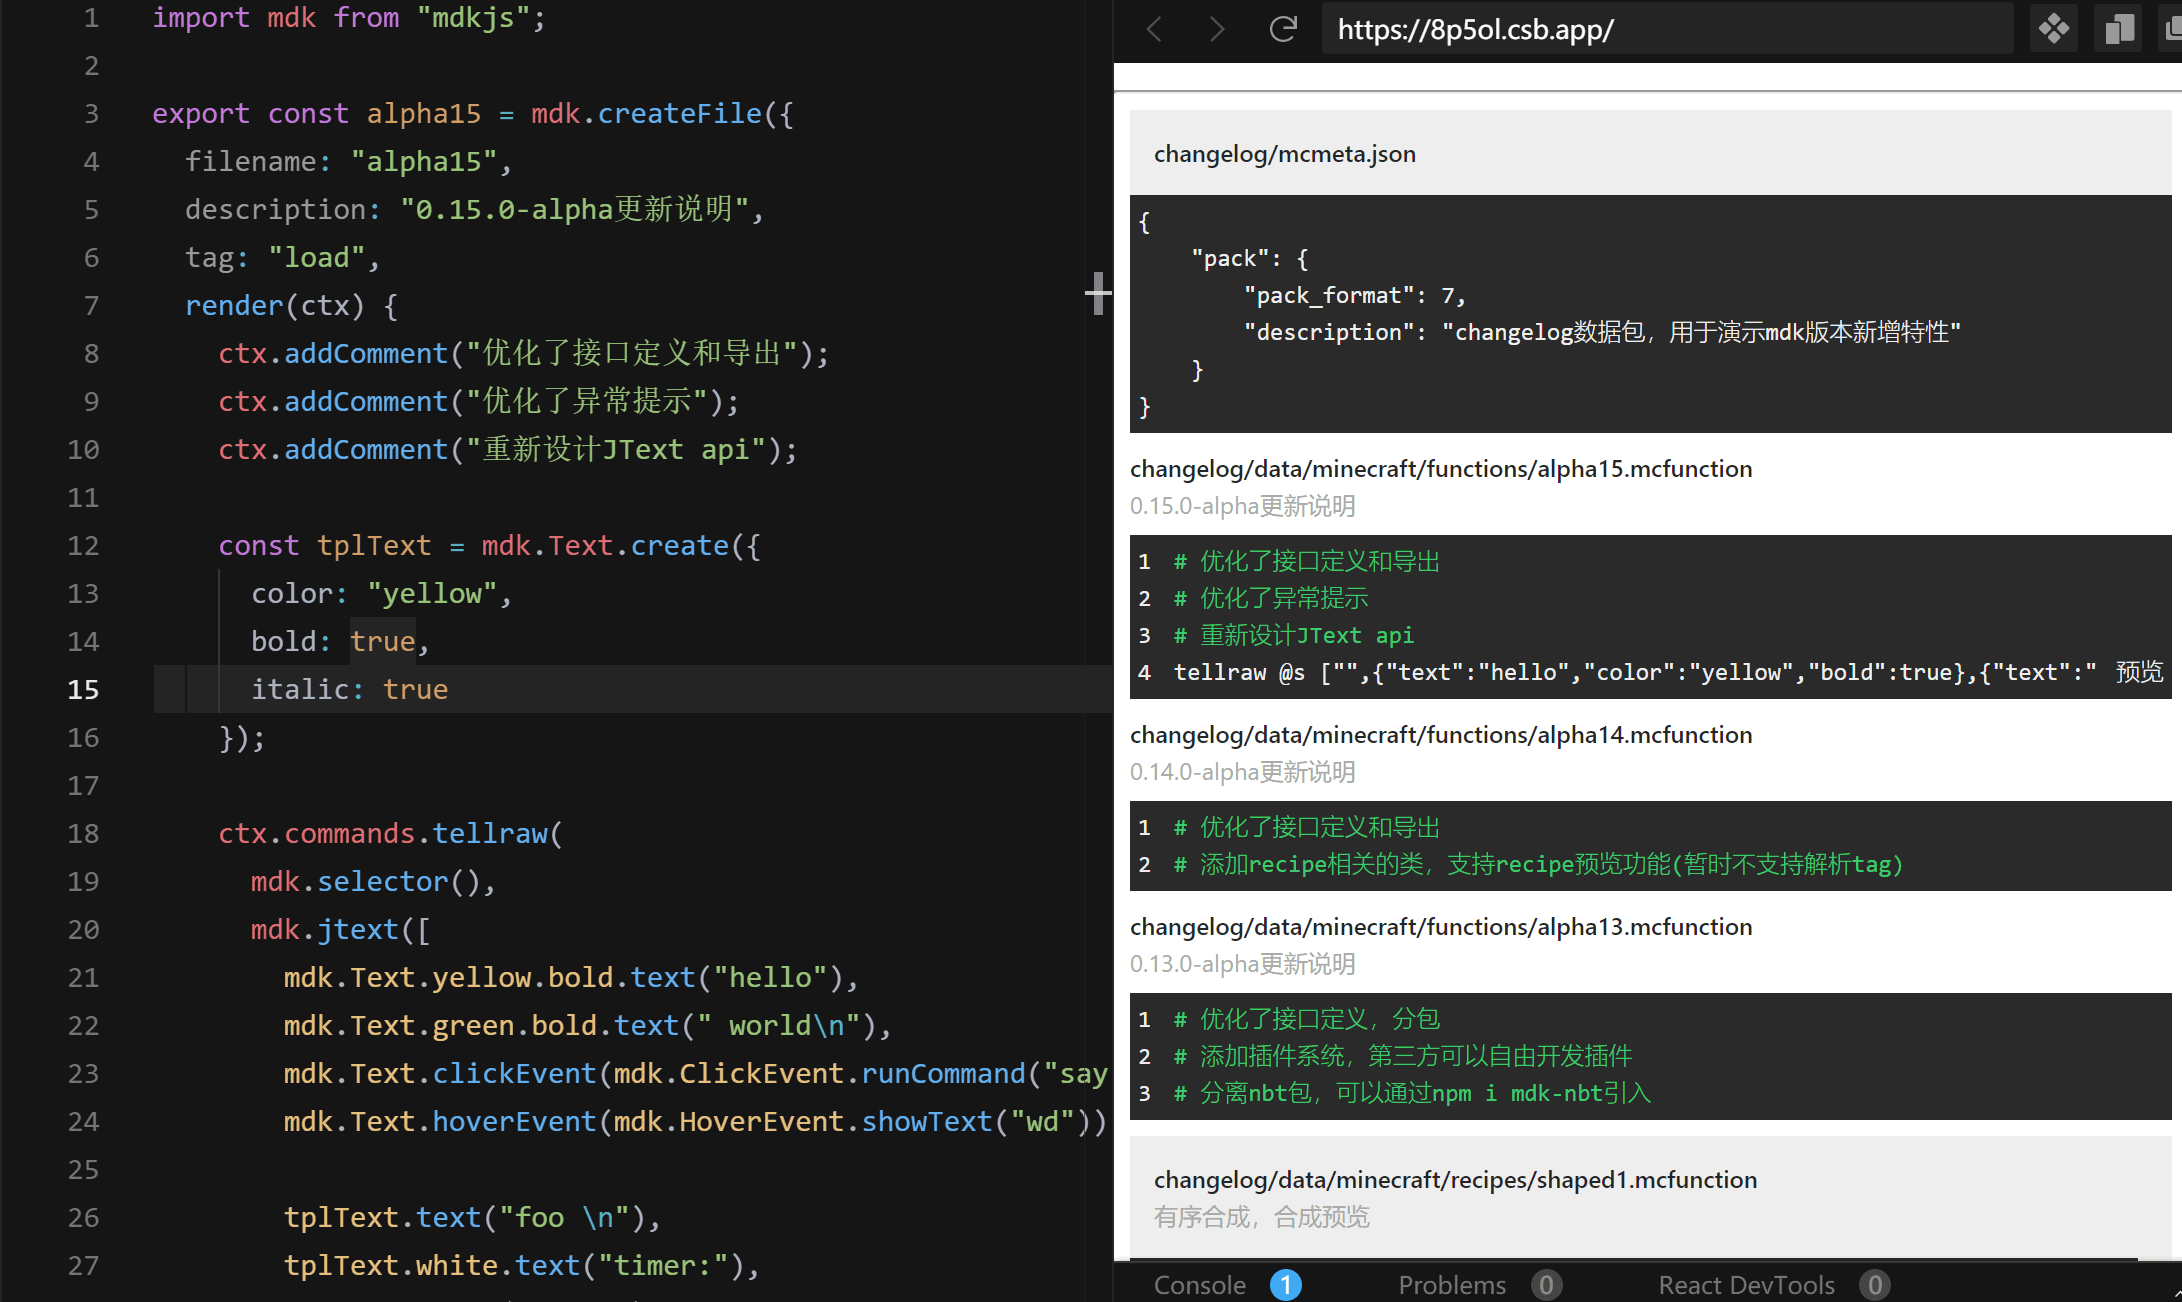 1 import mdk from "mdkjs";
2
3 export const alpha15 = mdk.createFile({
4 filename: "alpha15",
5 description: "0.15.0-alpha更新说明",
6 tag: "load",
7 render(ctx) {
8 ctx.addComment("优化了接口定义和导出");
9 ctx.addComment("优化了异常提示");
10 ctx.addComment("重新设计JText api");
11
12 const tplText = mdk.Text.create({
13 color: "yellow",
14 bold: true,
15 italic: true
16 });
17
18 ctx.commands.tellraw(
19 mdk.selector(),
20 mdk.jtext([
21 mdk.Text.yellow.bold.text("hello"),
22 mdk.Text.green.bold.text(" world\n"),
23 mdk.Text.clickEvent(mdk.ClickEvent.runCommand("say
24 mdk.Text.hoverEvent(mdk.HoverEvent.showText("wd"))
25
26 tplText.text("foo \n"),
27 tplText.white.text("timer:"),
https://8p5ol.csb.app/
changelog/mcmeta.json
{
"pack": {
"pack_format": 7,
"description": "changelog数据包，用于演示mdk版本新增特性"
}
}
changelog/data/minecraft/functions/alpha15.mcfunction
0.15.0-alpha更新说明
1 # 优化了接口定义和导出
2 # 优化了异常提示
3 # 重新设计JText api
4 tellraw @s ["",{"text":"hello","color":"yellow","bold":true},{"text":" 预览
changelog/data/minecraft/functions/alpha14.mcfunction
0.14.0-alpha更新说明
1 # 优化了接口定义和导出
2 # 添加recipe相关的类，支持recipe预览功能(暂时不支持解析tag)
changelog/data/minecraft/functions/alpha13.mcfunction
0.13.0-alpha更新说明
1 # 优化了接口定义，分包
2 # 添加插件系统，第三方可以自由开发插件
3 # 分离nbt包，可以通过npm i mdk-nbt引入
changelog/data/minecraft/recipes/shaped1.mcfunction
有序合成，合成预览
Console 1 Problems 0 React DevTools 0